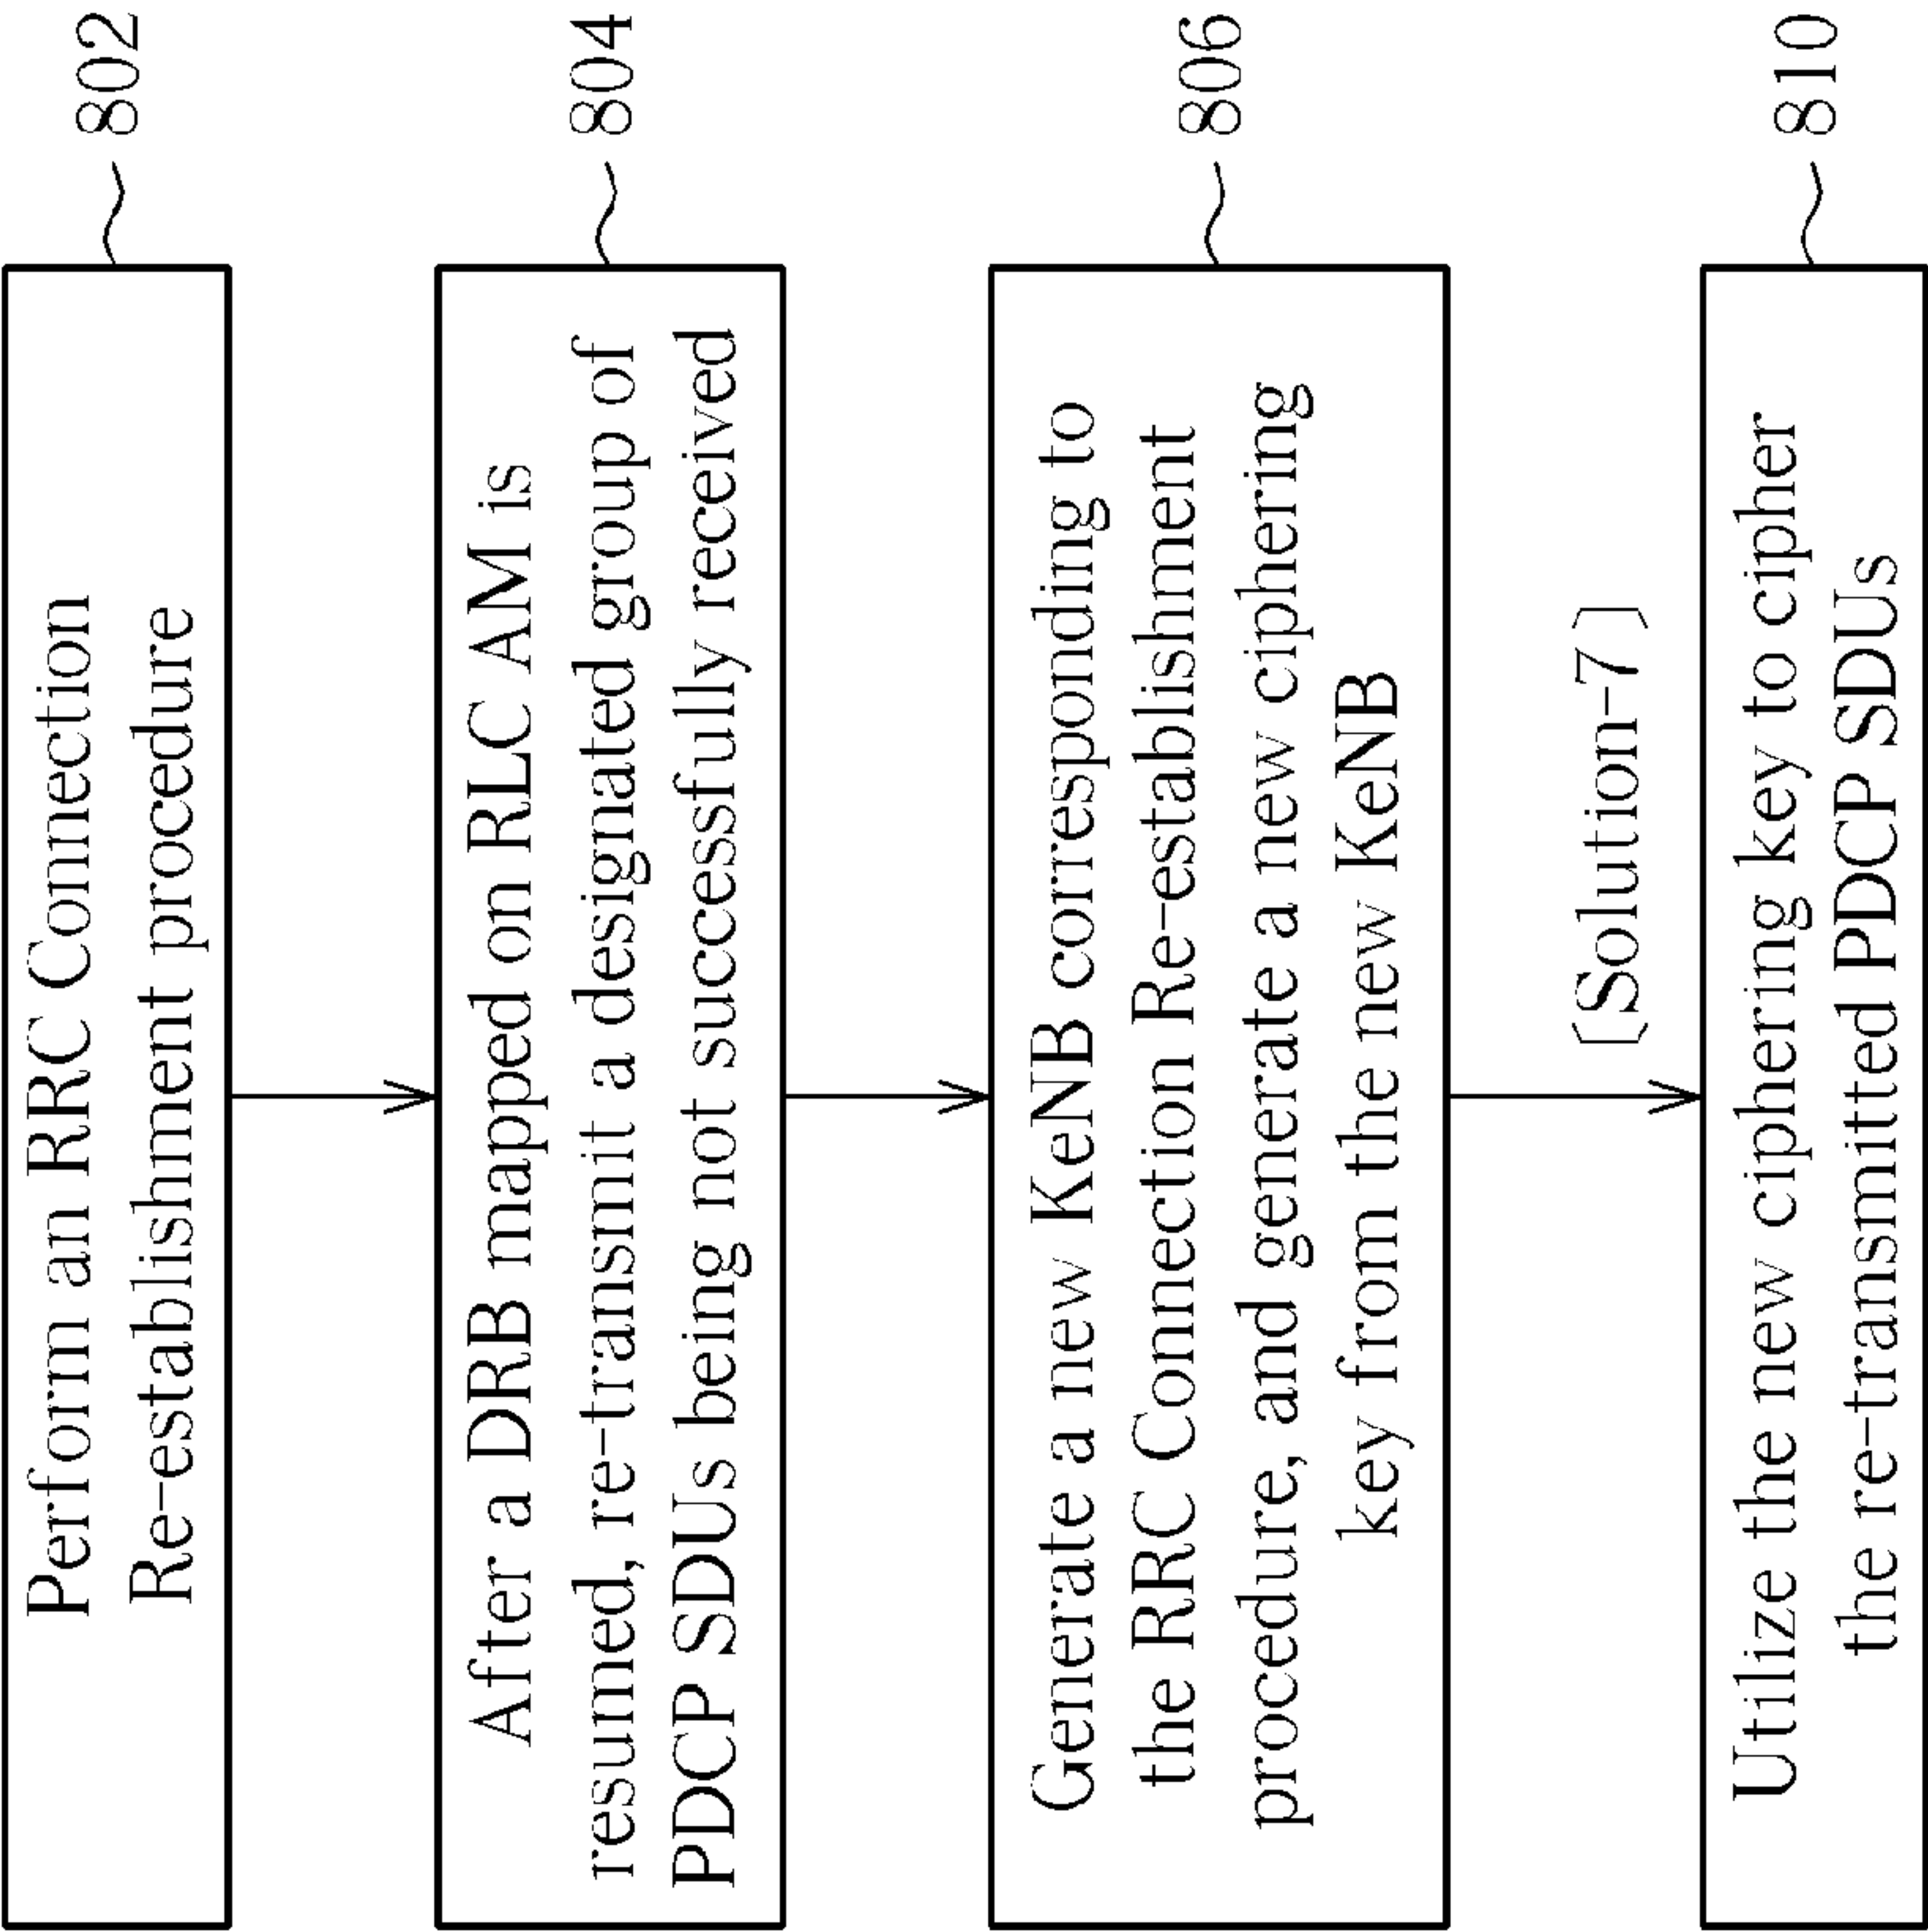 Perform an RRC Connection
Re-establishment procedure
802
After a DRB mapped on RLC AM is
resumed, re-transmit a designated group of
PDCP SDUs being not successfully received
804
Generate a new KeNB corresponding to
the RRC Connection Re-establishment
procedure, and generate a new ciphering
key from the new KeNB
806
(Solution-7)
Utilize the new ciphering key to cipher
the re-transmitted PDCP SDUs
810